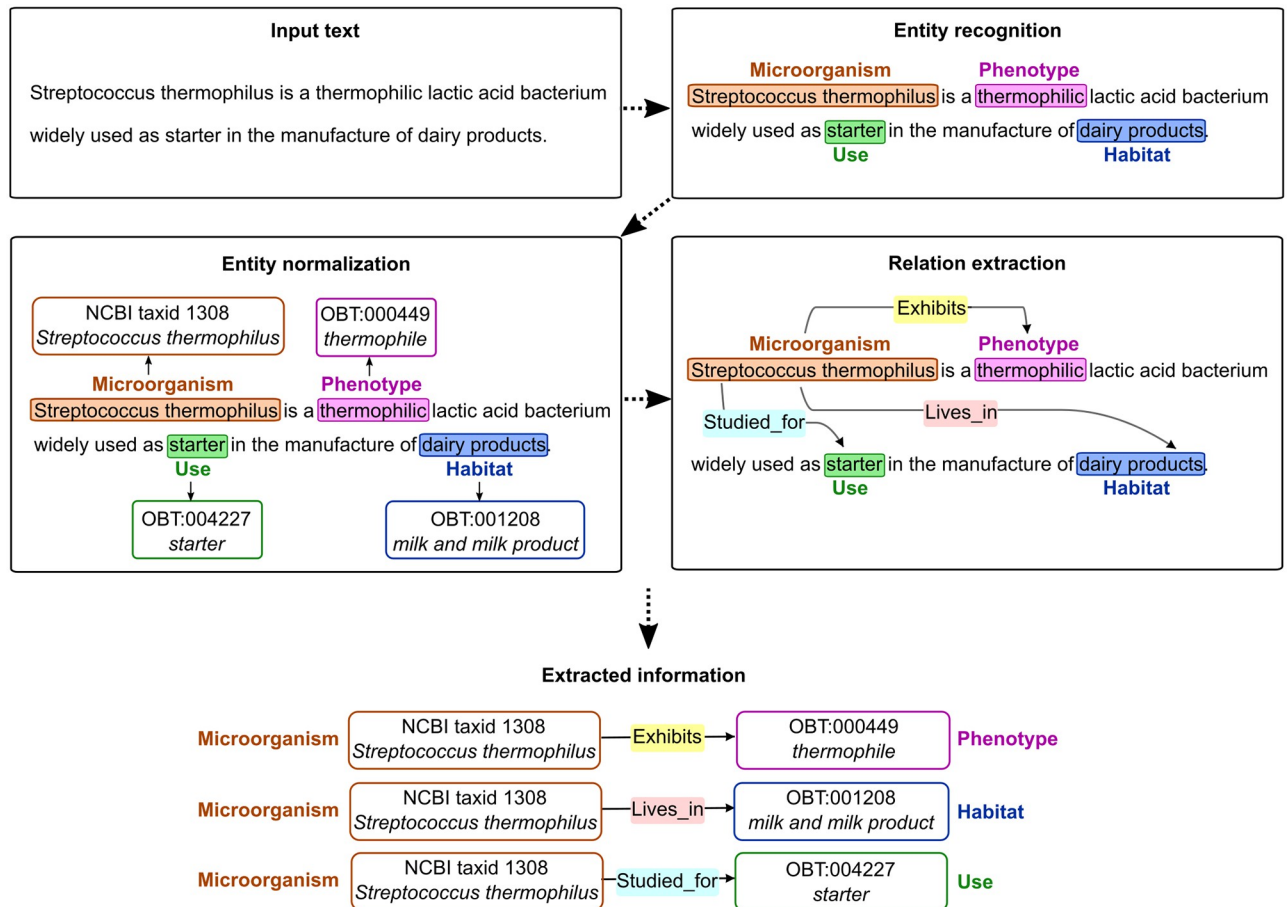 Input text
Streptococcus thermophilus is a thermophilic lactic acid bacterium
widely used as starter in the manufacture of dairy products.
Entity recognition
Microorganism Phenotype
Streptococcus thermophilus is a thermophilic lactic acid bacterium
widely used as starter in the manufacture of dairy products.
Use Habitat
Entity normalization
NCBI taxid 1308 OBT:000449
Streptococcus thermophilus thermophile
Microorganism Phenotype
Streptococcus thermophilus is a thermophilic lactic acid bacterium
widely used as starter in the manufacture of dairy products.
Use Habitat
OBT:004227 OBT:001208
starter milk and milk product
Relation extraction
Exhibits
Microorganism Phenotype
Streptococcus thermophilus is a thermophilic lactic acid bacterium
Studied_for Lives_in
widely used as starter in the manufacture of dairy products.
Use Habitat
Extracted information
Microorganism NCBI taxid 1308 Exhibits OBT:000449 Phenotype
Streptococcus thermophilus thermophile
Microorganism NCBI taxid 1308 Lives_in OBT:001208 Habitat
Streptococcus thermophilus milk and milk product
Microorganism NCBI taxid 1308 Studied_for OBT:004227 Use
Streptococcus thermophilus starter